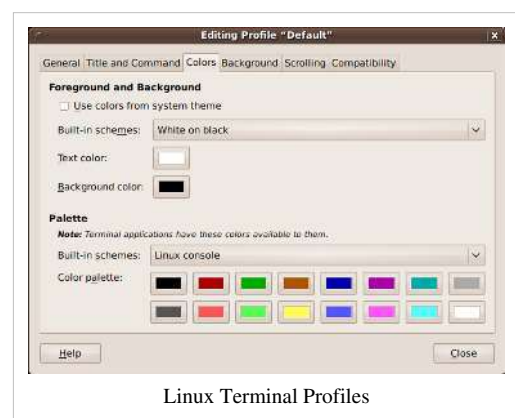 Editing Profile "Default"
General Title and Command Colors Background Scrolling Compatibility
Foreground and Background
Use colors from system theme
Built-in schemes: White on black
Text color:
Background color:
Palette
Note: Terminal applications have these colors available to them.
Built-in schemes: Linux console
Color palette:
Help Close
Linux Terminal Profiles